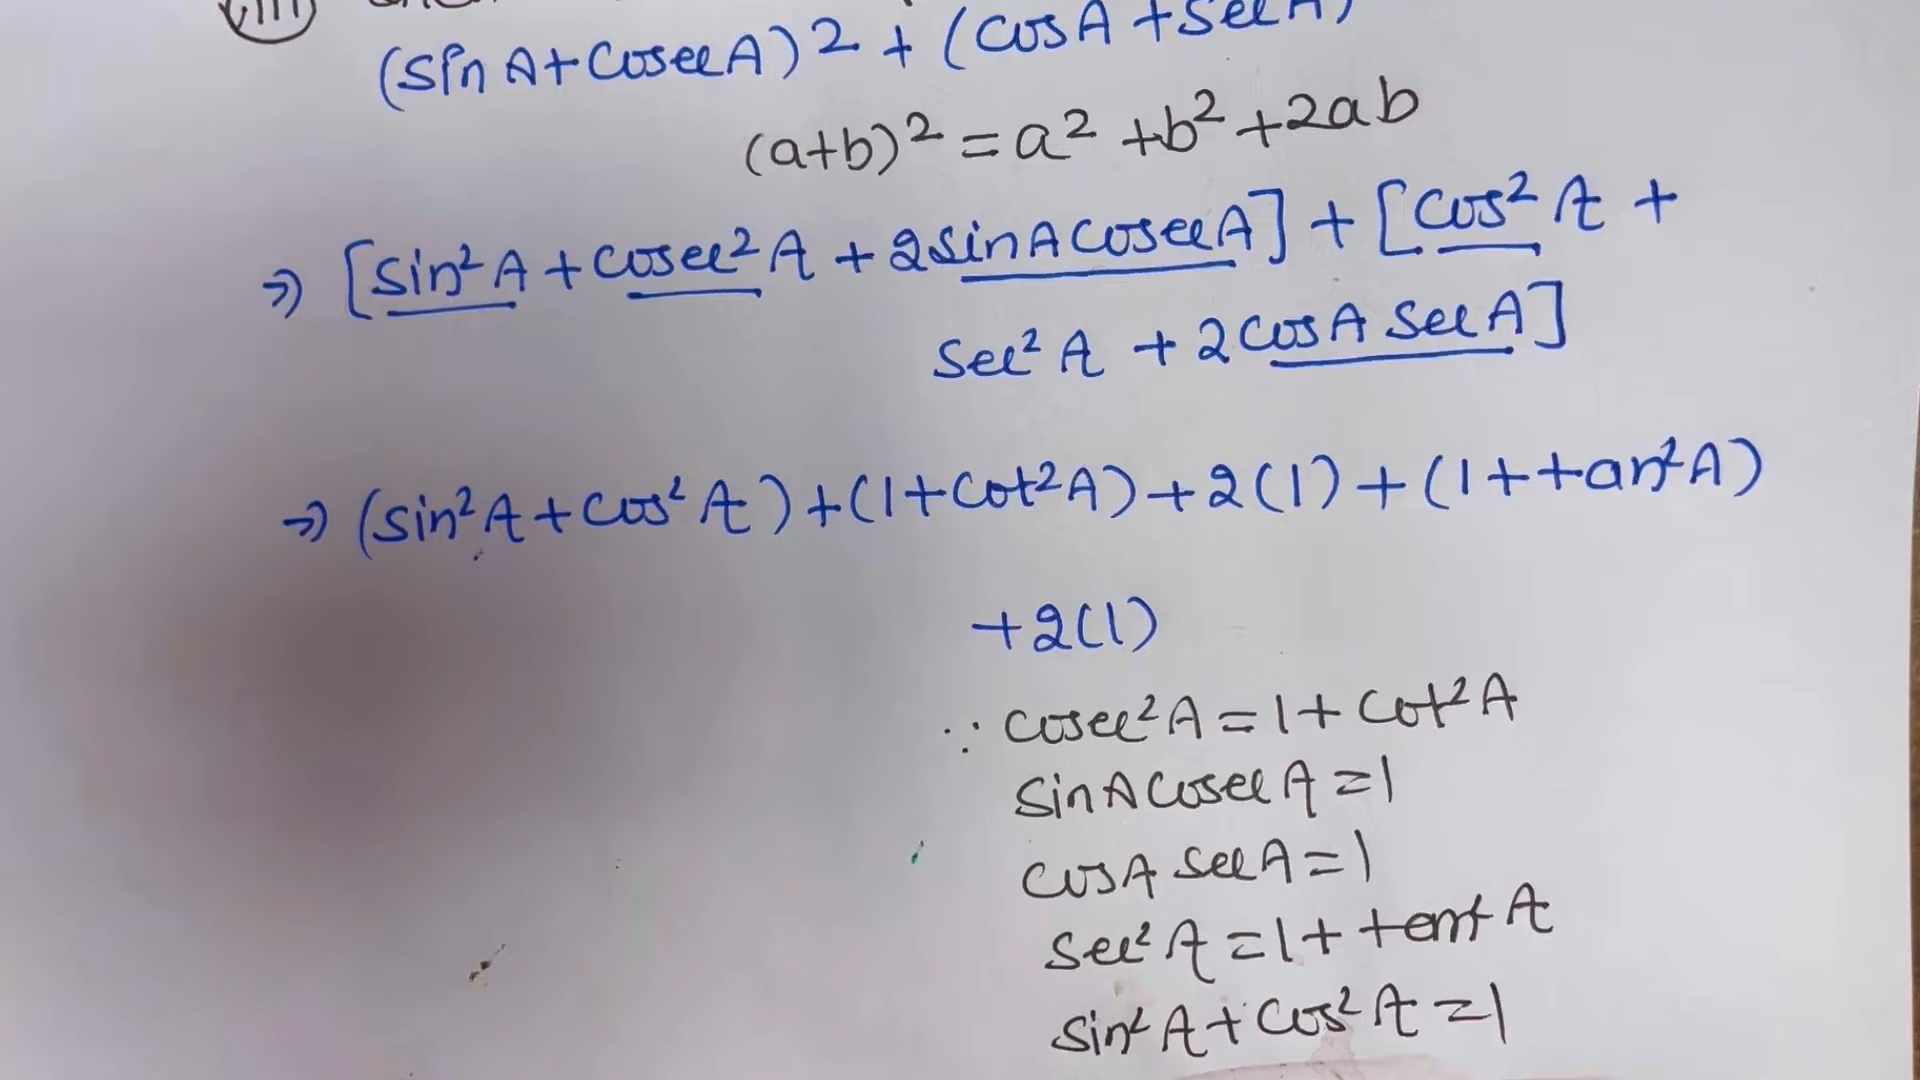 (viii)
(sin A + cosec A)2 + (cos A + sec A)
(a+b)² = a² + b² + 2ab
⇒ [sin² A + cosec² A + 2 sin A cosec A] + [cos² A +
sec² A + 2 cos A sec A]
⇒ (sin² A + cos² A) + (1 + cot² A) + 2(1) + (1 + tan² A)
+ 2(1)
∵ cosec² A = 1 + cot² A
sin A cosec A = 1
cos A sec A = 1
sec² A = 1 + tan² A
sin² A + cos² A = 1